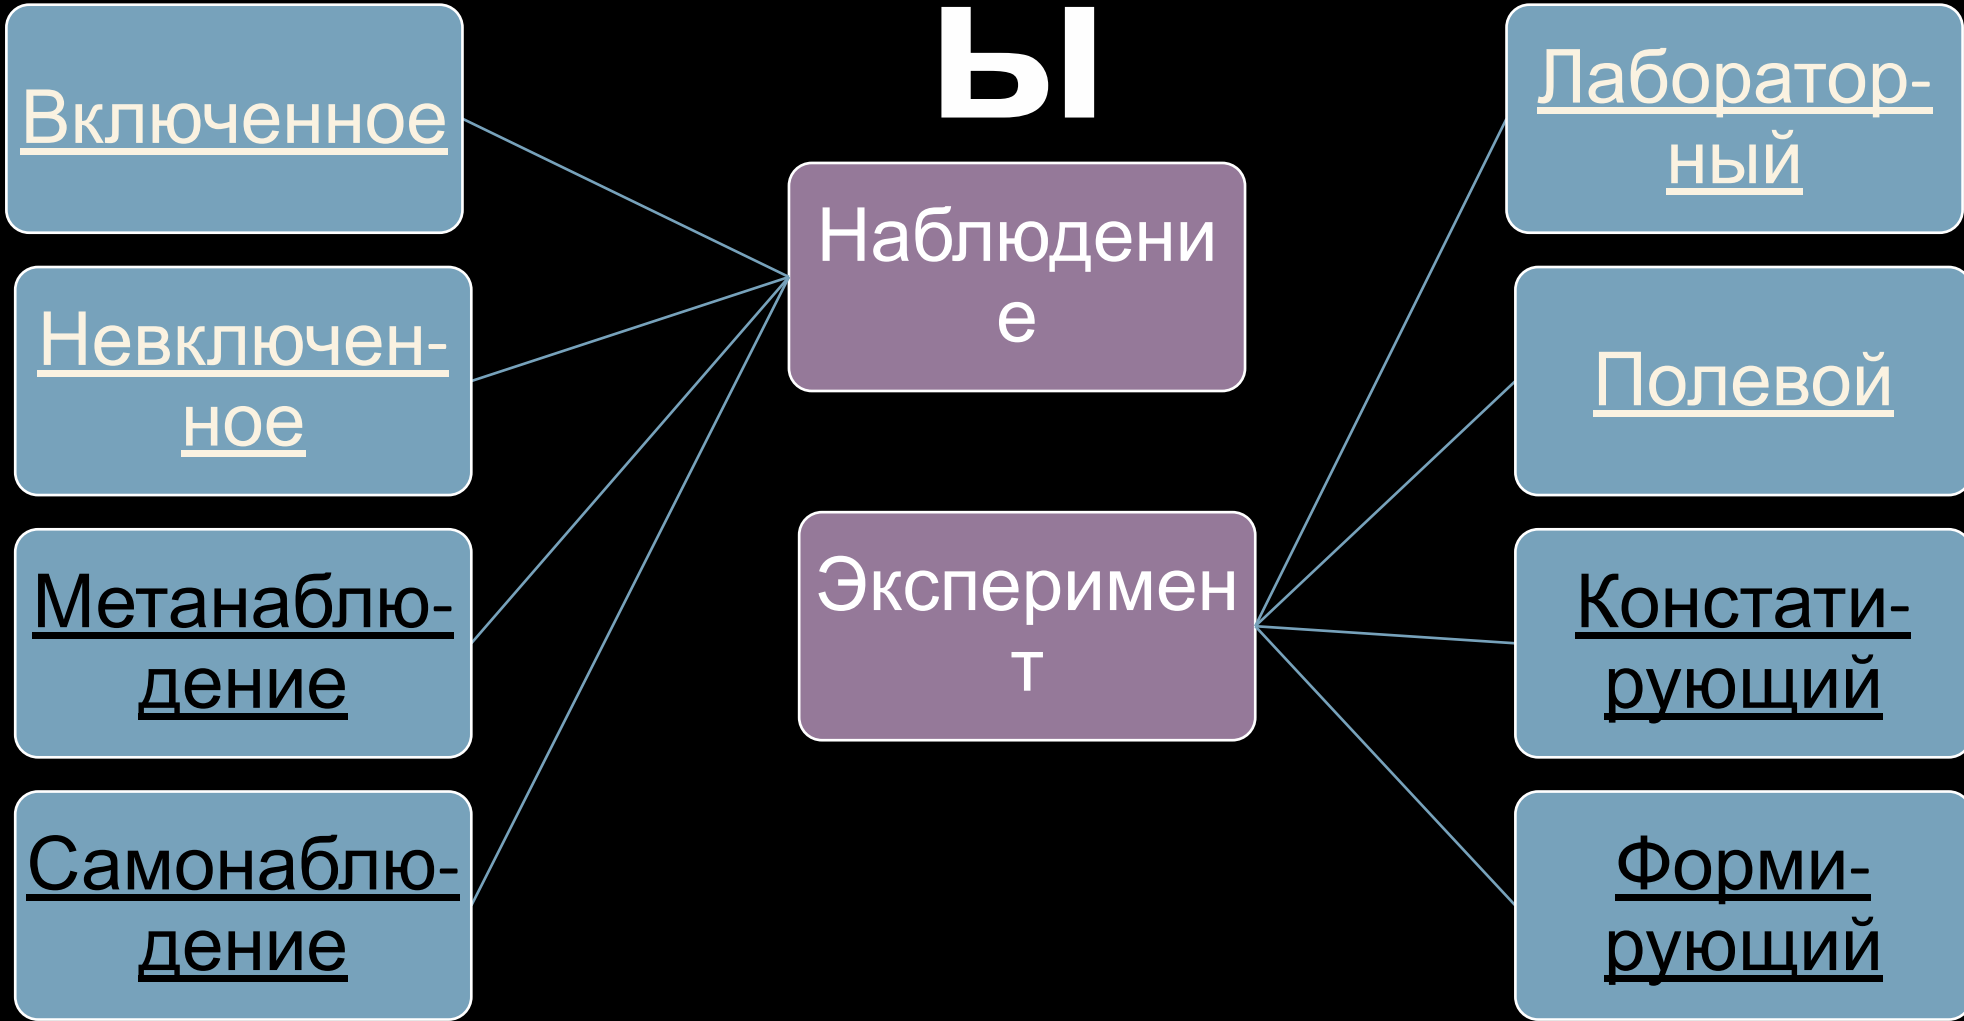 ы
Включенное
Невключен-
ное
Метанаблю-
дение
Самонаблю-
дение
Наблюдени
е
Эксперимен
т
Лаборатор-
ный
Полевой
Констати-
рующий
Форми-
рующий